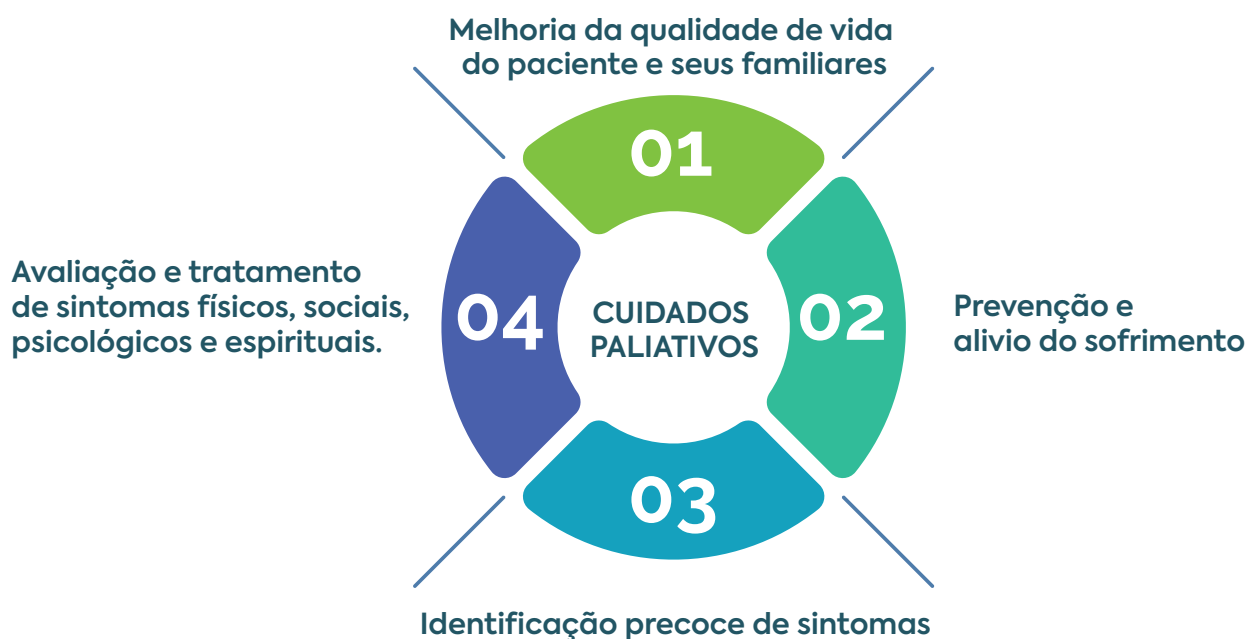 Melhoria da qualidade de vida
do paciente e seus familiares
01
Avaliação e tratamento
de sintomas físicos, sociais,
psicológicos e espirituais.
04
CUIDADOS
PALIATIVOS
02
Prevenção e
alivio do sofrimento
03
Identificação precoce de sintomas